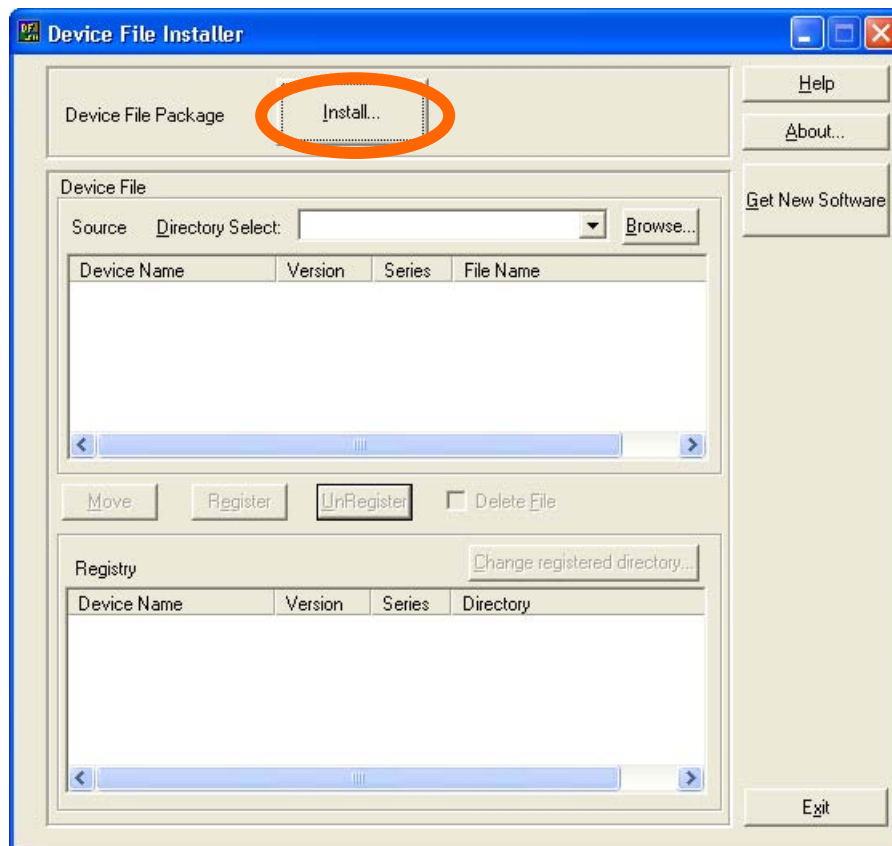 Device File Installer
Device File Package Install...
Help
About...
Get New Software
Device File
Source Directory Select: Browse...
Device Name Version Series File Name
Move Register UnRegister Delete File
Registry Change registered directory...
Device Name Version Series Directory
Exit